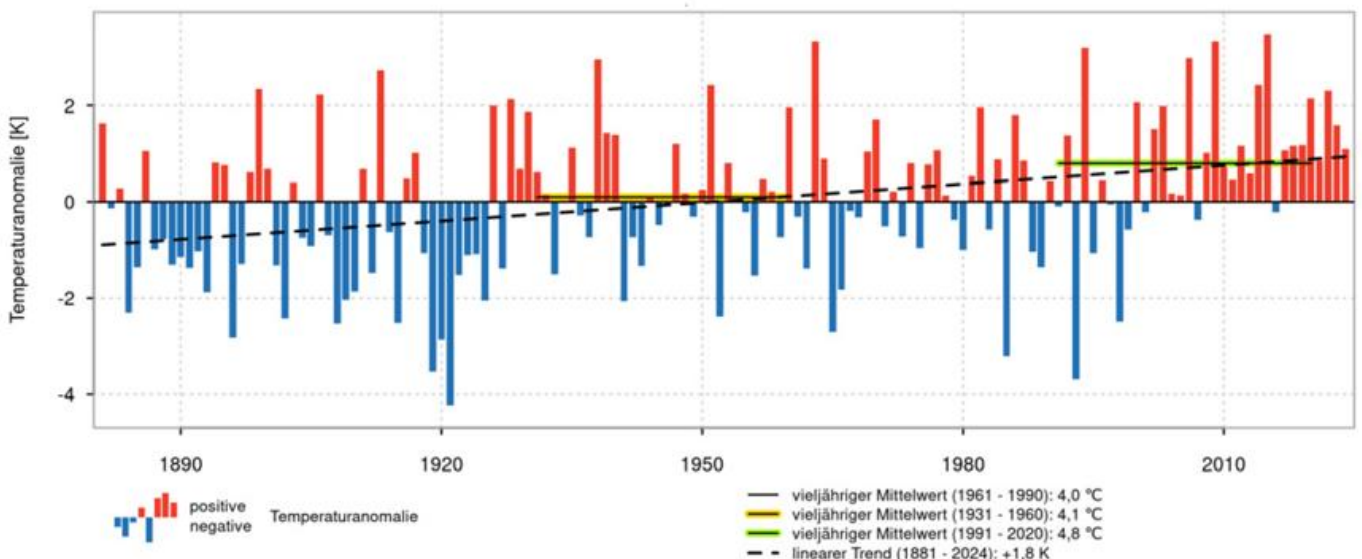 Temperaturanomalie [K]
2
0
-2
-4
1890 1920 1950 1980 2010
positive
negative
Temperaturanomalie
vieljähriger Mittelwert (1961 - 1990): 4,0 °C
vieljähriger Mittelwert (1931 - 1960): 4,1 °C
vieljähriger Mittelwert (1991 - 2020): 4,8 °C
linearer Trend (1881 - 2024): +1,8 K